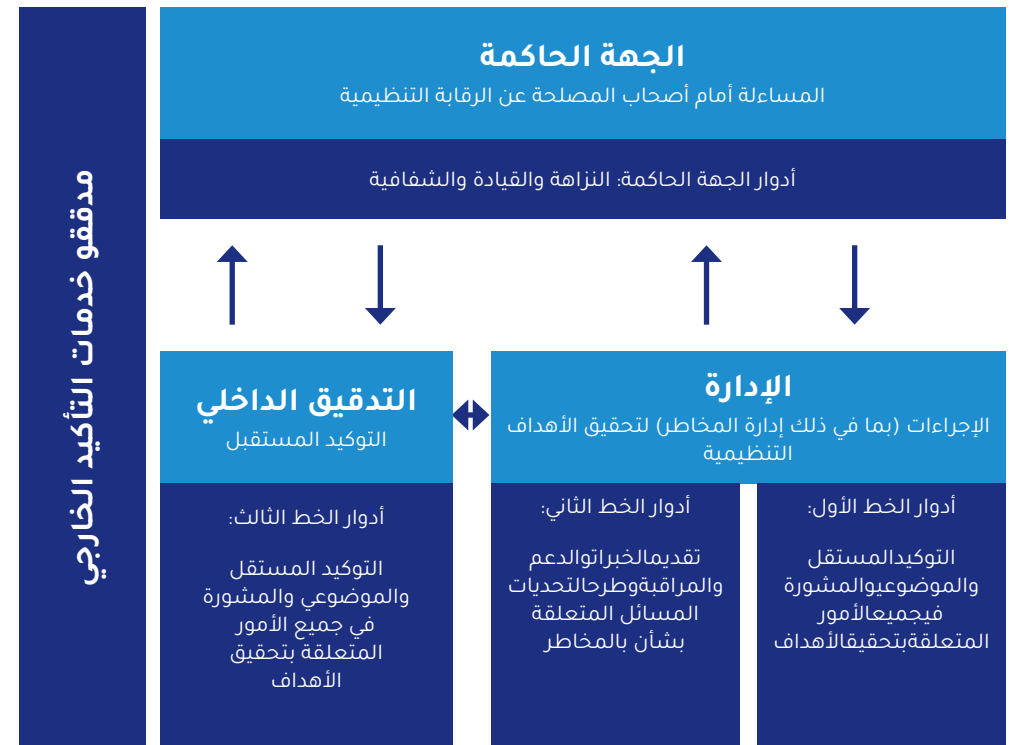 الجهة الحاكمة
المساءلة أمام أصحاب المصلحة عن الرقابة التنظيمية
أدوار الجهة الحاكمة: النزاهة والقيادة والشفافية
الإدارة
الإجراءات (بما في ذلك إدارة المخاطر) لتحقيق الأهداف
التنظيمية
أدوار الخط الأول:
التوكيدالمستقل
والموضوعيوالمشورة
فيجميعالأمور
المتعلقةبتحقيقالأهداف
أدوار الخط الثاني:
تقديمالخبراتوالدعم
والمراقبةوطرحالتحديات
المسائل المتعلقة
بشأن بالمخاطر
التدقيق الداخلي
التوكيد المستقبل
أدوار الخط الثالث:
التوكيد المستقل
والموضوعي والمشورة
في جميع الأمور
المتعلقة بتحقيق
الأهداف
مدققو خدمات التأكيد الخارجي